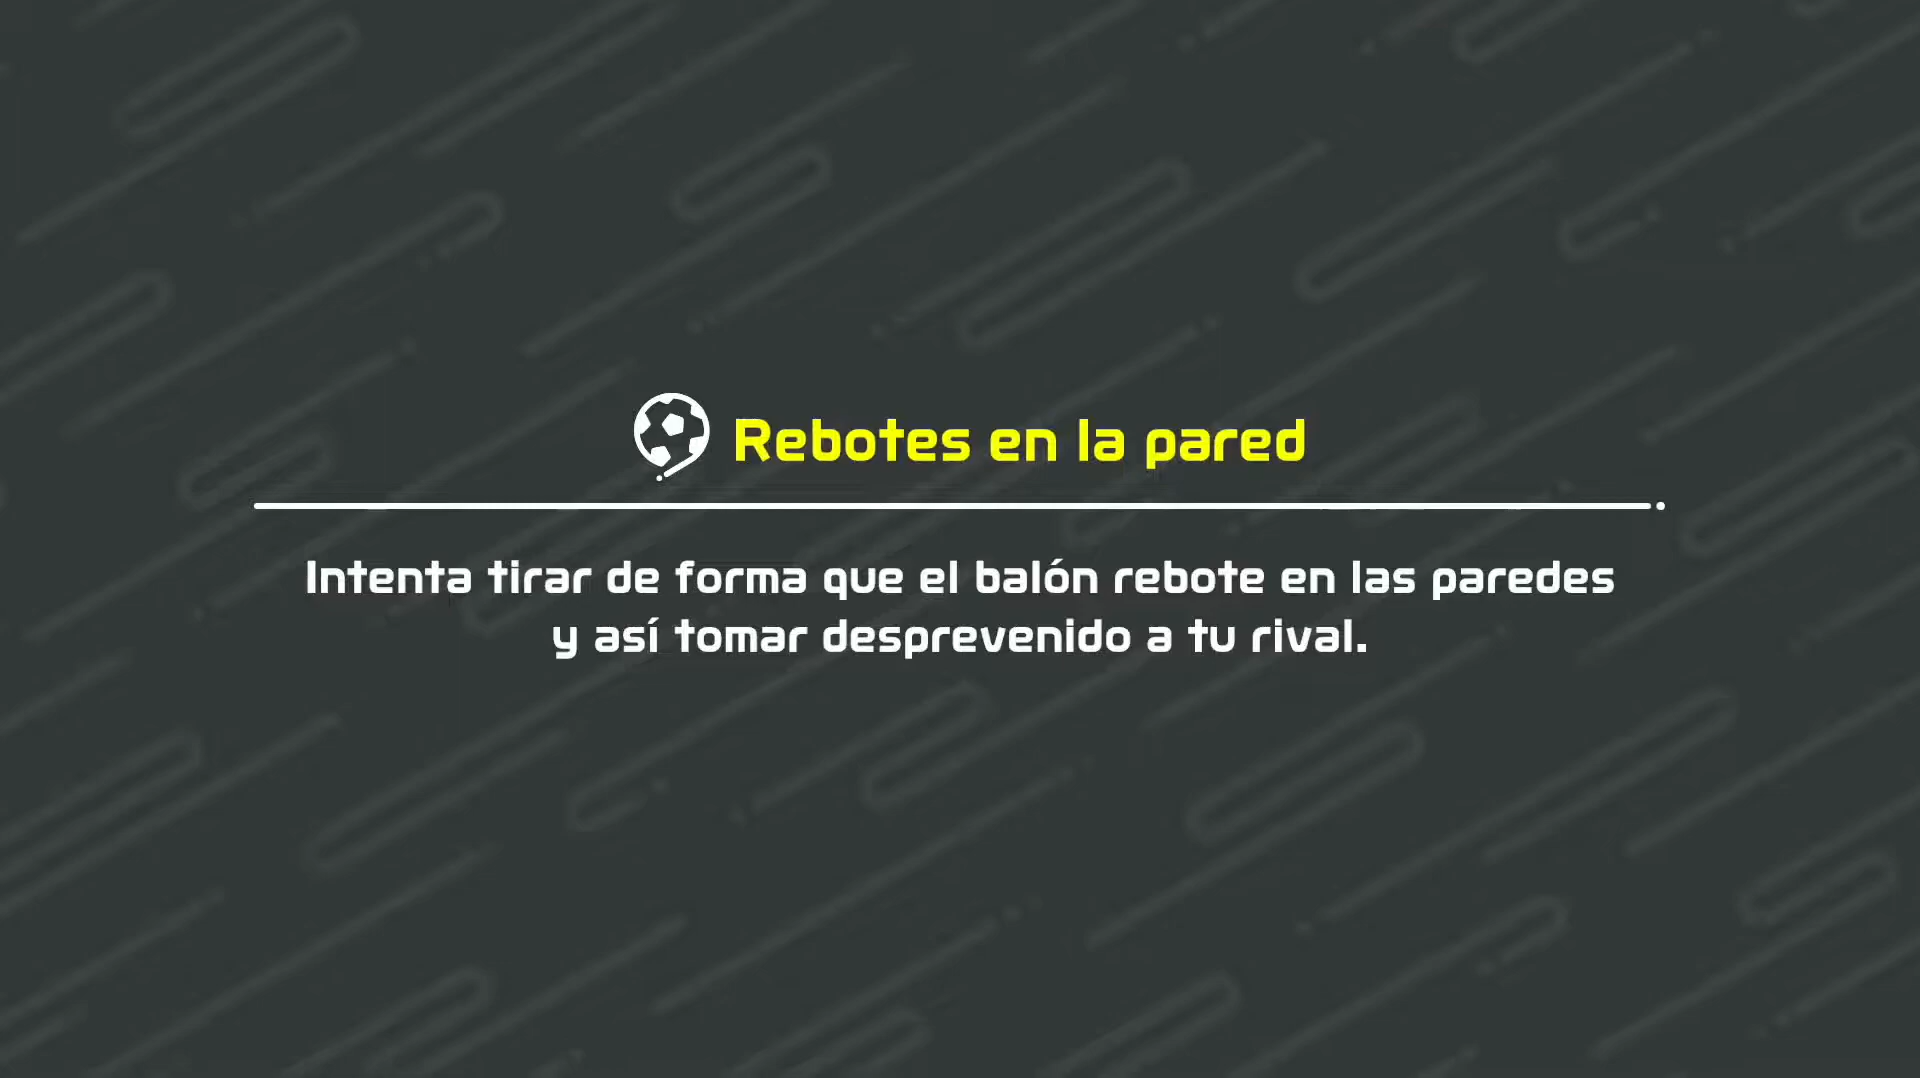 Rebotes en la pared
Intenta tirar de forma que el balón rebote en las paredes
y así tomar desprevenido a tu rival.